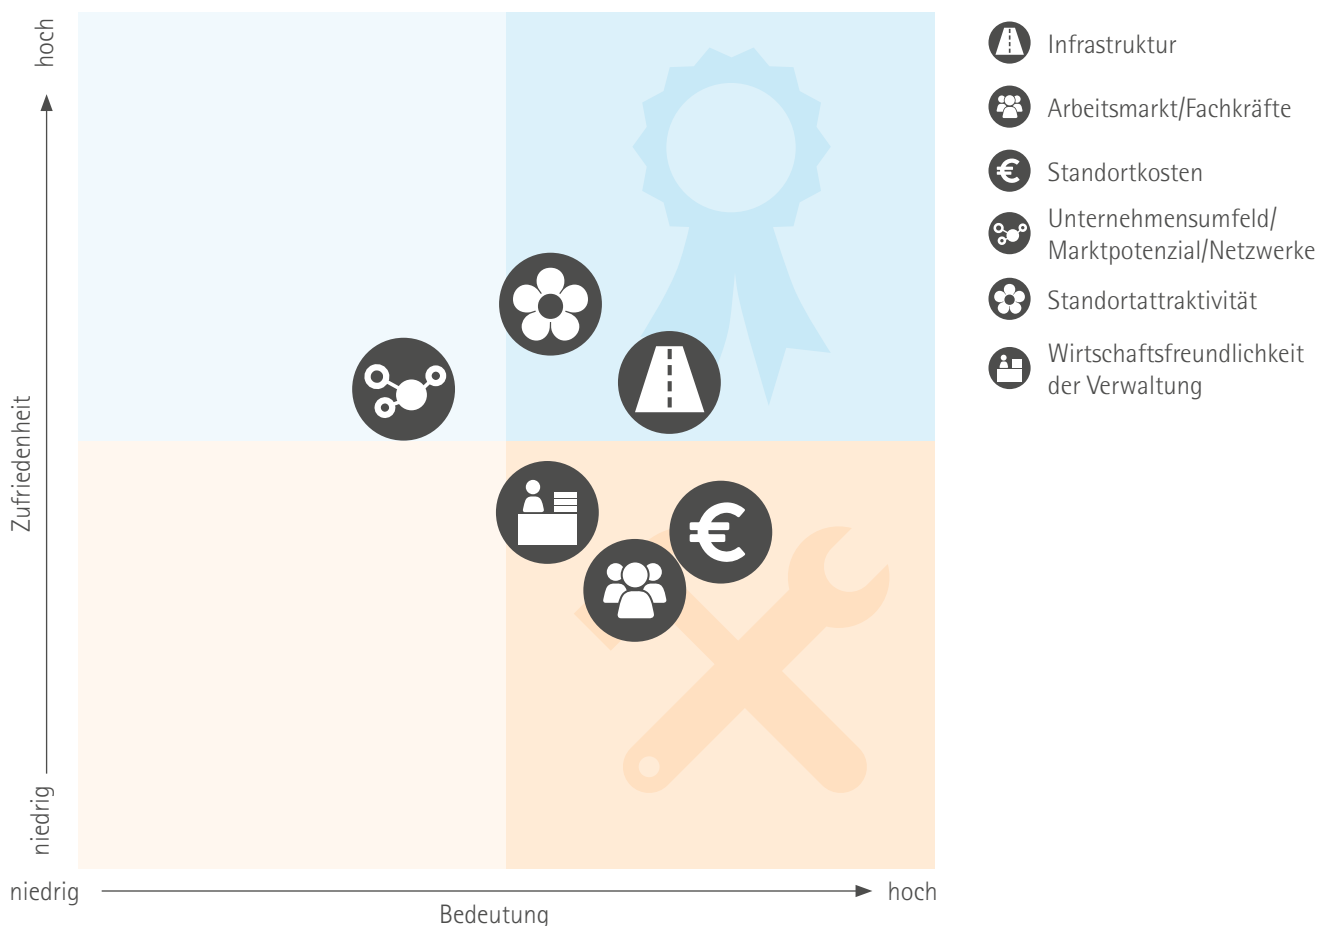 hoch
Zufriedenheit
niedrig
niedrig
hoch
Bedeutung
Infrastruktur
Arbeitsmarkt/Fachkräfte
Standortkosten
Unternehmensumfeld/
Marktpotenzial/Netzwerke
Standortattraktivität
Wirtschaftsfreundlichkeit
der Verwaltung